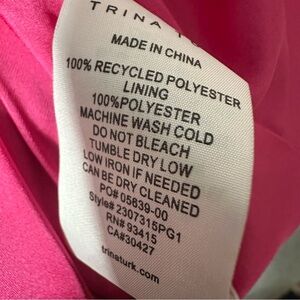 TRINA
MADE IN CHINA
100% RECYCLED POLYESTER
LINING
100%POLYESTER
MACHINE WASH COLD
DO NOT BLEACH
TUMBLE DRY LOW
LOW IRON IF NEEDED
CAN BE DRY CLEANED
PO# 05639-00
Style# 2307315PG1
RN# 93415
CA#30427
trinaturk.com